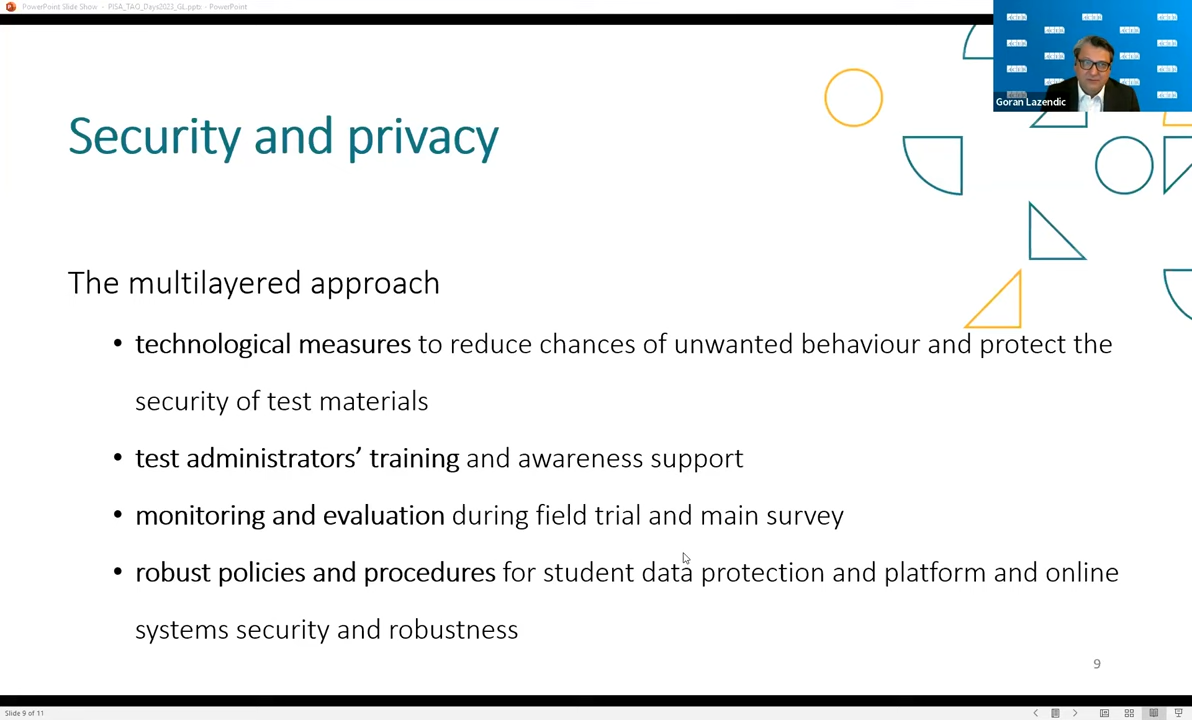 PowerPoint Slide Show - PISA_TAO_Days2023_GL.pptx - PowerPoint
Goran Lazendic
Security and privacy
The multilayered approach
• technological measures to reduce chances of unwanted behaviour and protect the
security of test materials
• test administrators’ training and awareness support
• monitoring and evaluation during field trial and main survey
• robust policies and procedures for student data protection and platform and online
systems security and robustness
9
Slide 9 of 11